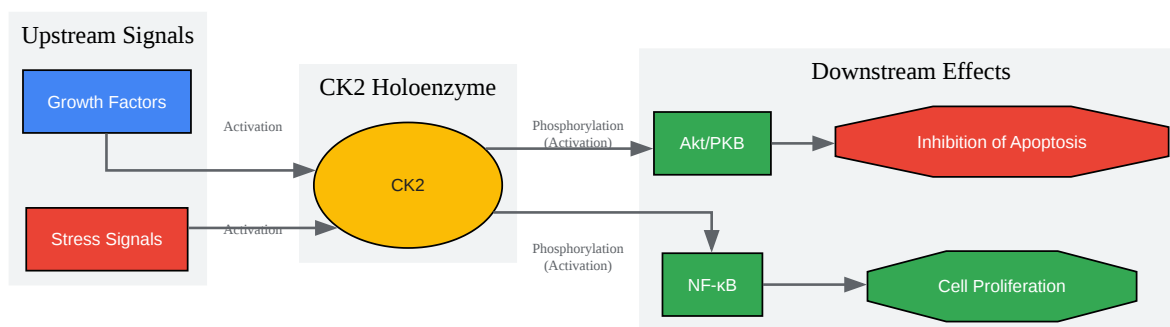 Upstream Signals
Growth Factors
Activation
Stress Signals
Activation
CK2 Holoenzyme
CK2
Phosphorylation
(Activation)
Phosphorylation
(Activation)
Downstream Effects
Akt/PKB
Inhibition of Apoptosis
NF-κB
Cell Proliferation